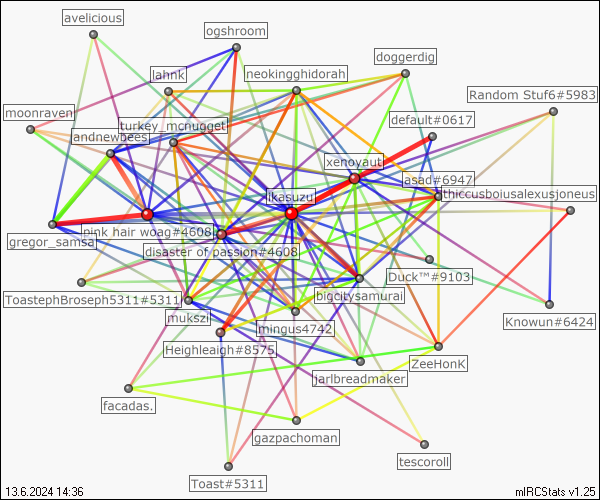 avelicious
ogshroom
doggerdig
lahnk
neokingghidorah
Random Stuf6#5983
moonraven
turkey_mcnugget
default#0617
landnewbees
xenoyaut
asad#6947
thiccusboiusalexusjoneus
ikasuzu
pink hair woag#4608
gregor_samsa
disaster of passion#4608
Duck™#9103
ToastephBroseph5311#5311
bigcitysamurai
mukszi
mingus4742
Knowun#6424
Heighleaigh#8575
ZeeHonK
jarlbreadmaker
facadas.
gazpachoman
tescoroll
Toast#5311
13.6.2024 14:36
mIRCStats v1.25